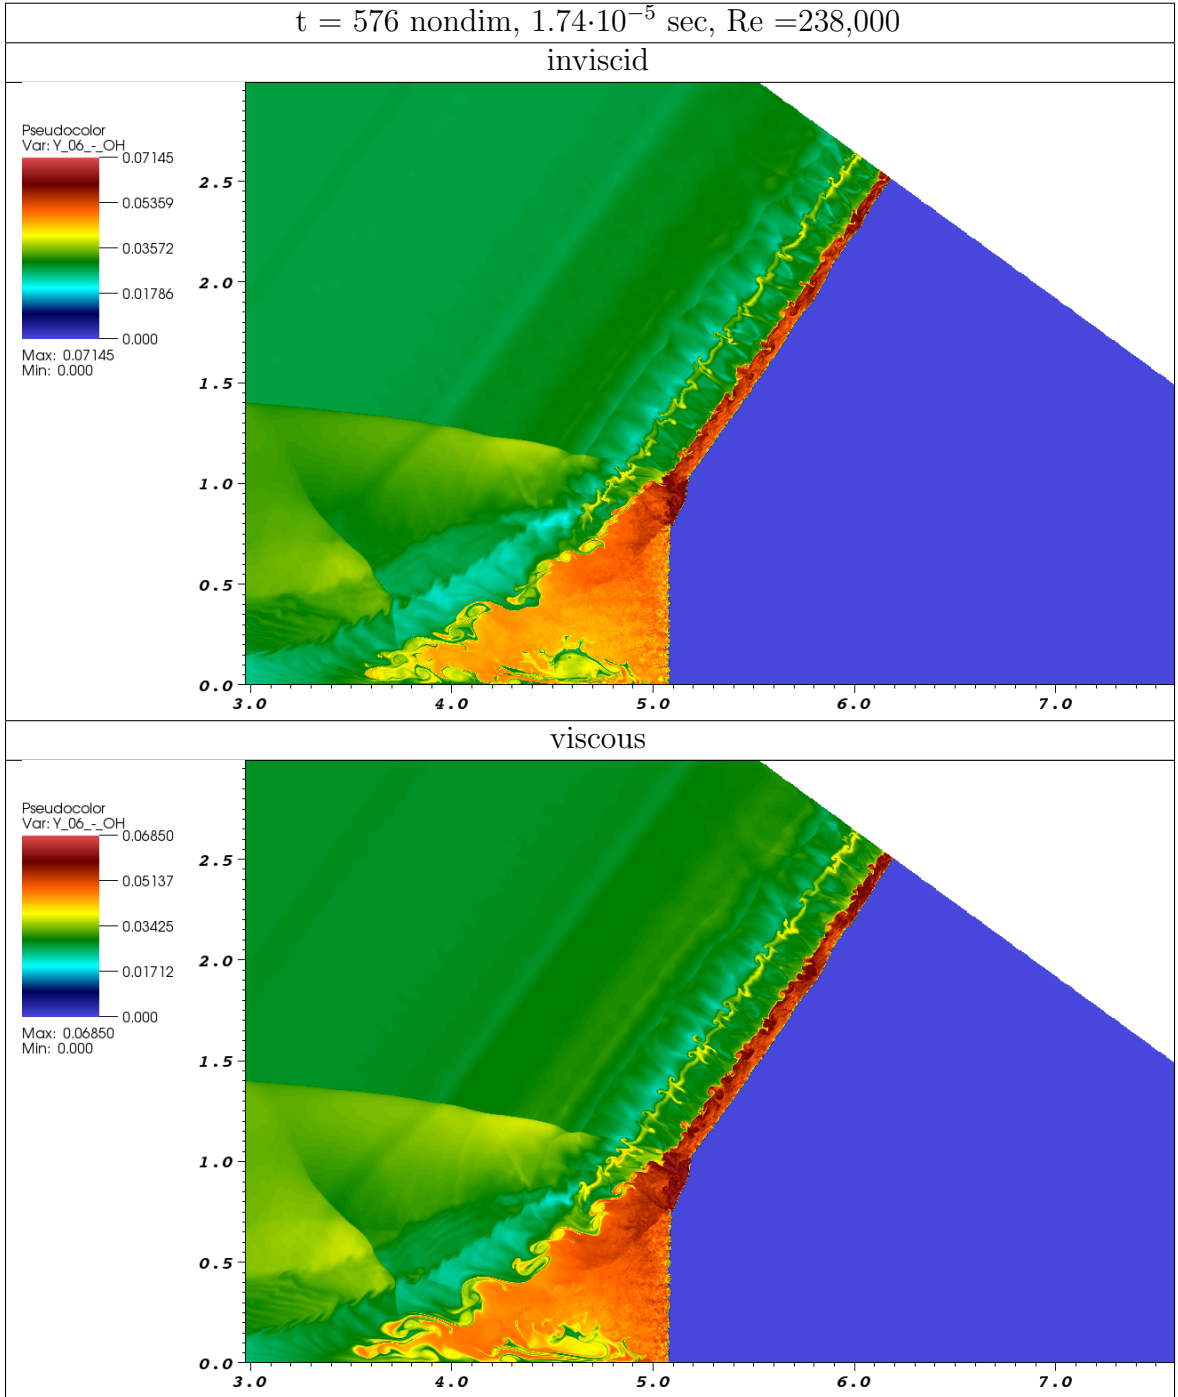 t = 576 nondim, 1.74·10⁻⁵ sec, Re =238,000
inviscid
Pseudocolor
Var: Y_06_-_OH
0.07145
0.05359
0.03572
0.01786
0.000
Max: 0.07145
Min: 0.000
2.5
2.0
1.5
1.0
0.5
0.0
3.0 4.0 5.0 6.0 7.0
viscous
Pseudocolor
Var: Y_06_-_OH
0.06850
0.05137
0.03425
0.01712
0.000
Max: 0.06850
Min: 0.000
2.5
2.0
1.5
1.0
0.5
0.0
3.0 4.0 5.0 6.0 7.0